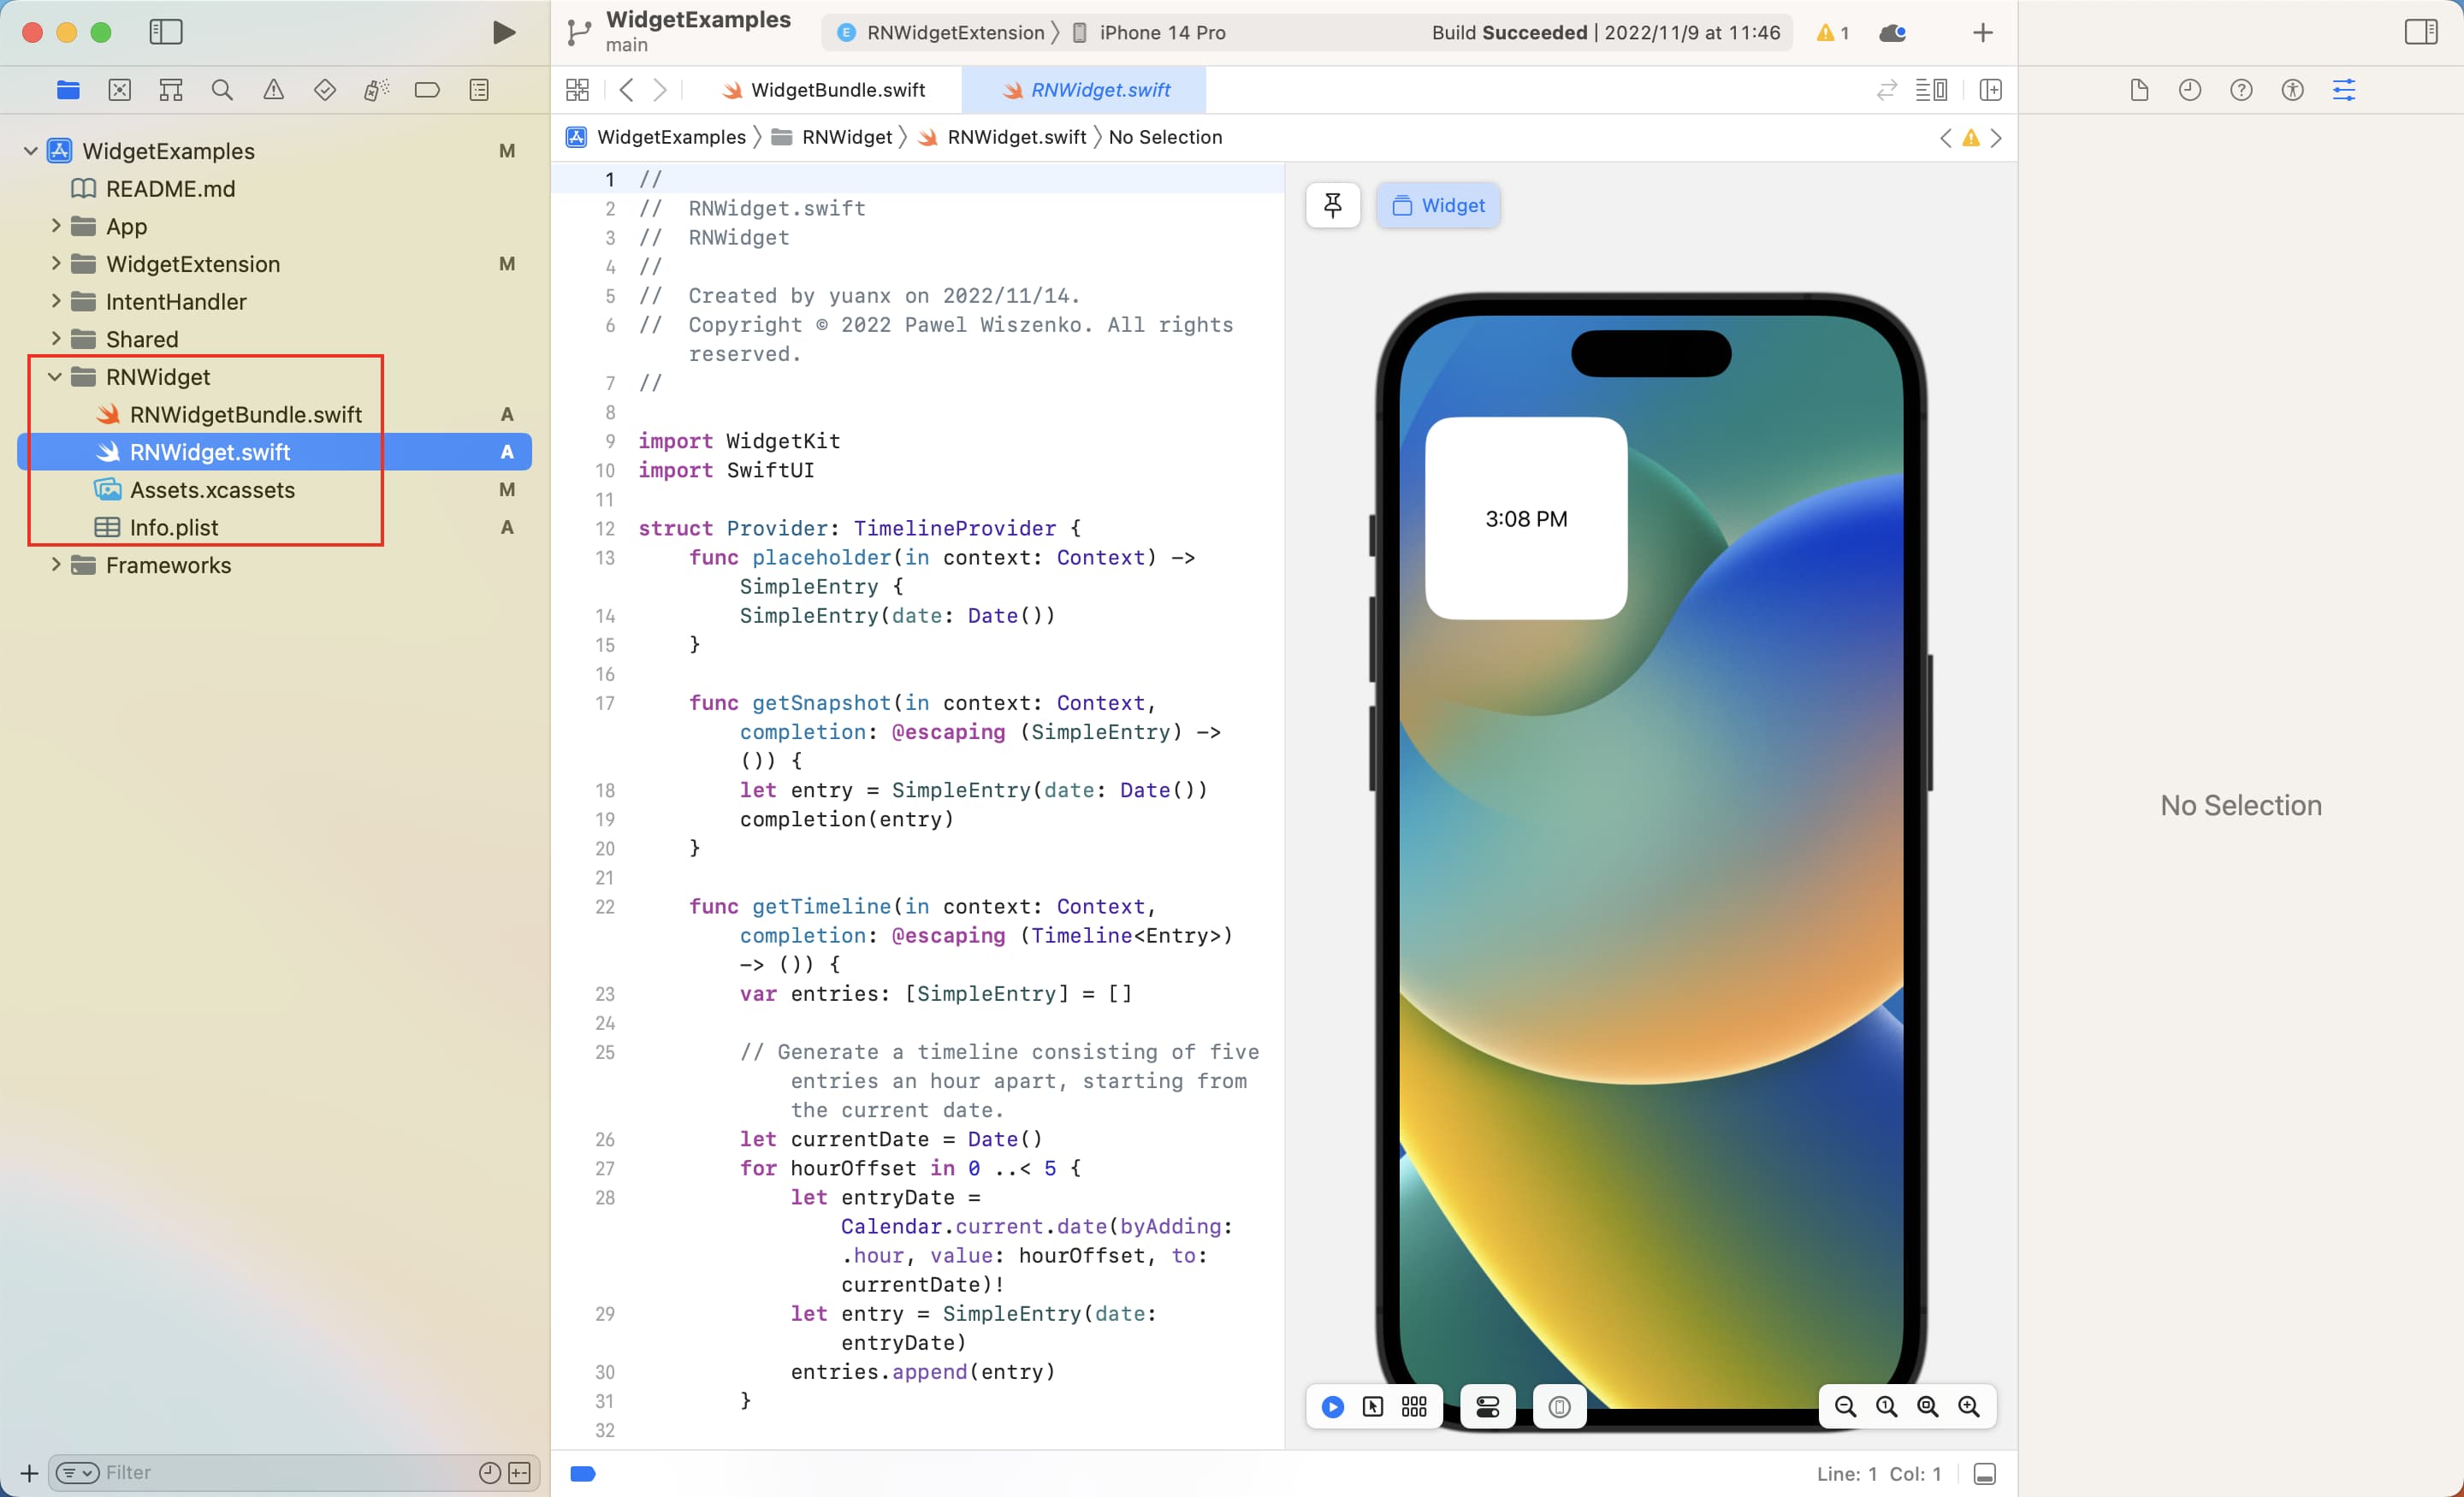 WidgetExamples
main
RNWidgetExtension 〉 iPhone 14 Pro
Build Succeeded | 2022/11/9 at 11:46
1
WidgetBundle.swift
RNWidget.swift
WidgetExamples 〉 RNWidget 〉 RNWidget.swift 〉 No Selection
WidgetExamples M
README.md
App
WidgetExtension M
IntentHandler
Shared
RNWidget
RNWidgetBundle.swift A
RNWidget.swift A
Assets.xcassets M
Info.plist A
Frameworks
Filter
1 //
2 //  RNWidget.swift
3 //  RNWidget
4 //
5 //  Created by yuanx on 2022/11/14.
6 //  Copyright © 2022 Pawel Wiszenko. All rights
reserved.
7 //
8
9 import WidgetKit
10 import SwiftUI
11
12 struct Provider: TimelineProvider {
13     func placeholder(in context: Context) ->
SimpleEntry {
14         SimpleEntry(date: Date())
15     }
16
17     func getSnapshot(in context: Context,
completion: @escaping (SimpleEntry) ->
()) {
18         let entry = SimpleEntry(date: Date())
19         completion(entry)
20     }
21
22     func getTimeline(in context: Context,
completion: @escaping (Timeline<Entry>)
-> ()) {
23         var entries: [SimpleEntry] = []
24
25         // Generate a timeline consisting of five
entries an hour apart, starting from
the current date.
26         let currentDate = Date()
27         for hourOffset in 0 ..< 5 {
28             let entryDate =
Calendar.current.date(byAdding:
.hour, value: hourOffset, to:
currentDate)!
29             let entry = SimpleEntry(date:
entryDate)
30             entries.append(entry)
31         }
32
Widget
3:08 PM
Line: 1 Col: 1
No Selection